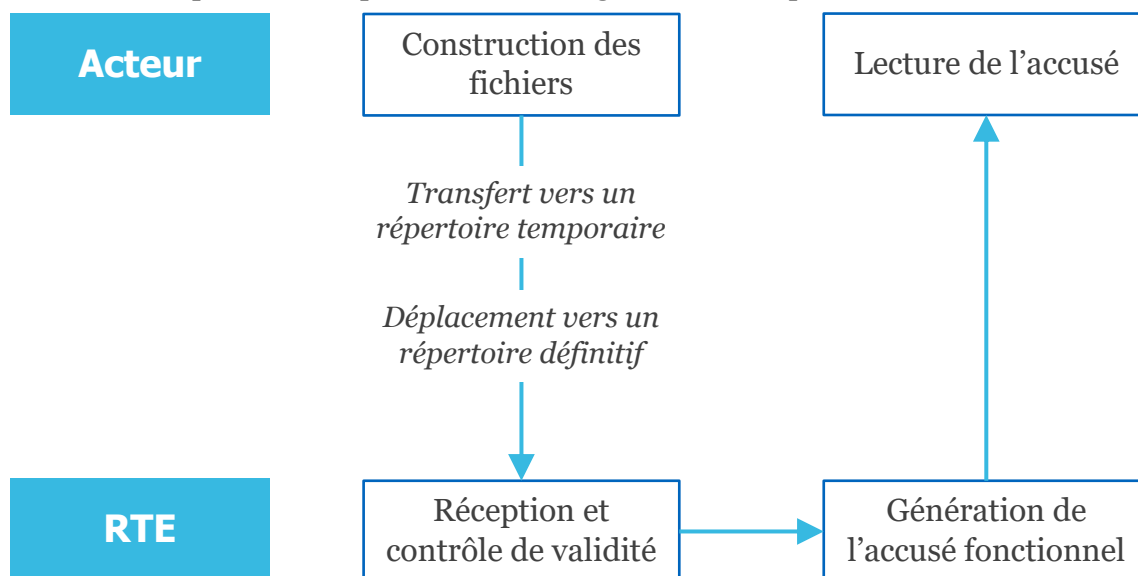 Acteur
Construction des
fichiers
Lecture de l’accusé
Transfert vers un
répertoire temporaire
Déplacement vers un
répertoire définitif
RTE
Réception et
contrôle de validité
Génération de
l’accusé fonctionnel